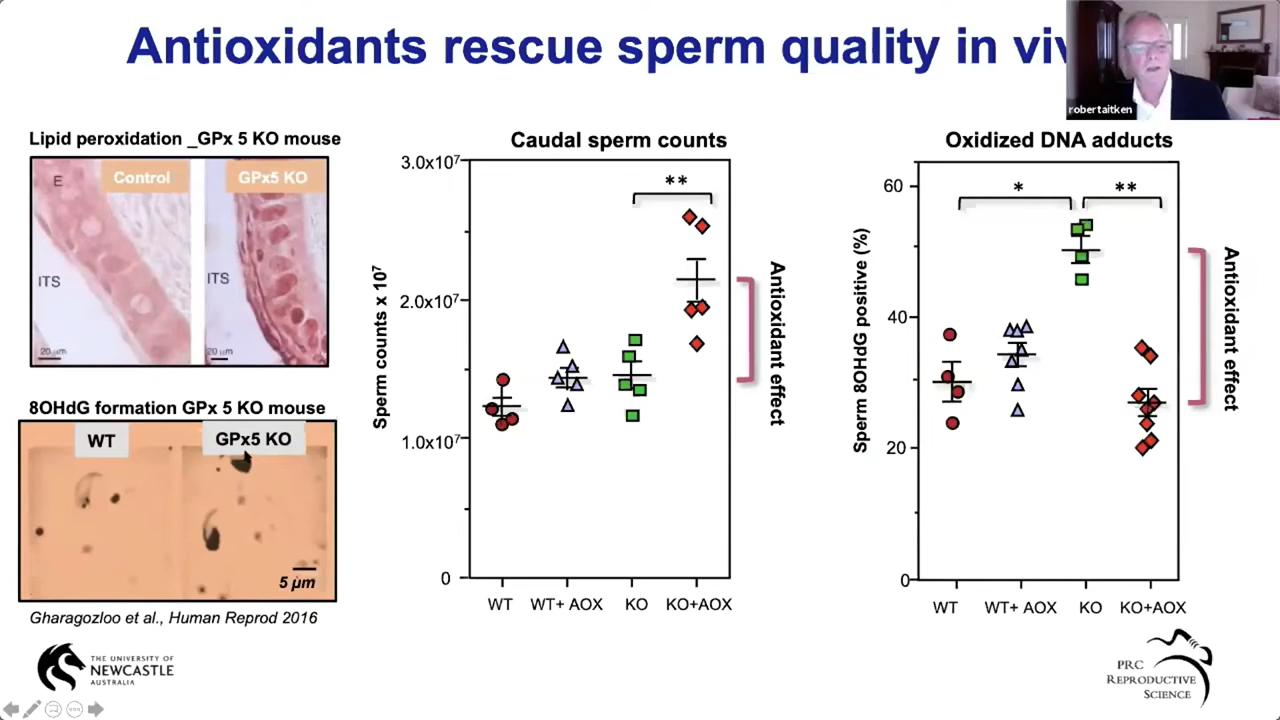 Antioxidants rescue sperm quality in viv
robertaitken
Lipid peroxidation _GPx 5 KO mouse
E
Control
GPx5 KO
ITS
ITS
20 µm
20 µm
8OHdG formation GPx 5 KO mouse
WT
GPx5 KO
5 µm
Gharagozloo et al., Human Reprod 2016
Caudal sperm counts
3.0x10⁷
**
2.0x10⁷
1.0x10⁷
0
Sperm counts x 10⁷
WT
WT+ AOX
KO
KO+AOX
Antioxidant effect
Oxidized DNA adducts
60
*
**
40
20
0
Sperm 8OHdG positive (%)
WT
WT+ AOX
KO
KO+AOX
Antioxidant effect
THE UNIVERSITY OF
NEWCASTLE
AUSTRALIA
PRC
REPRODUCTIVE
SCIENCE